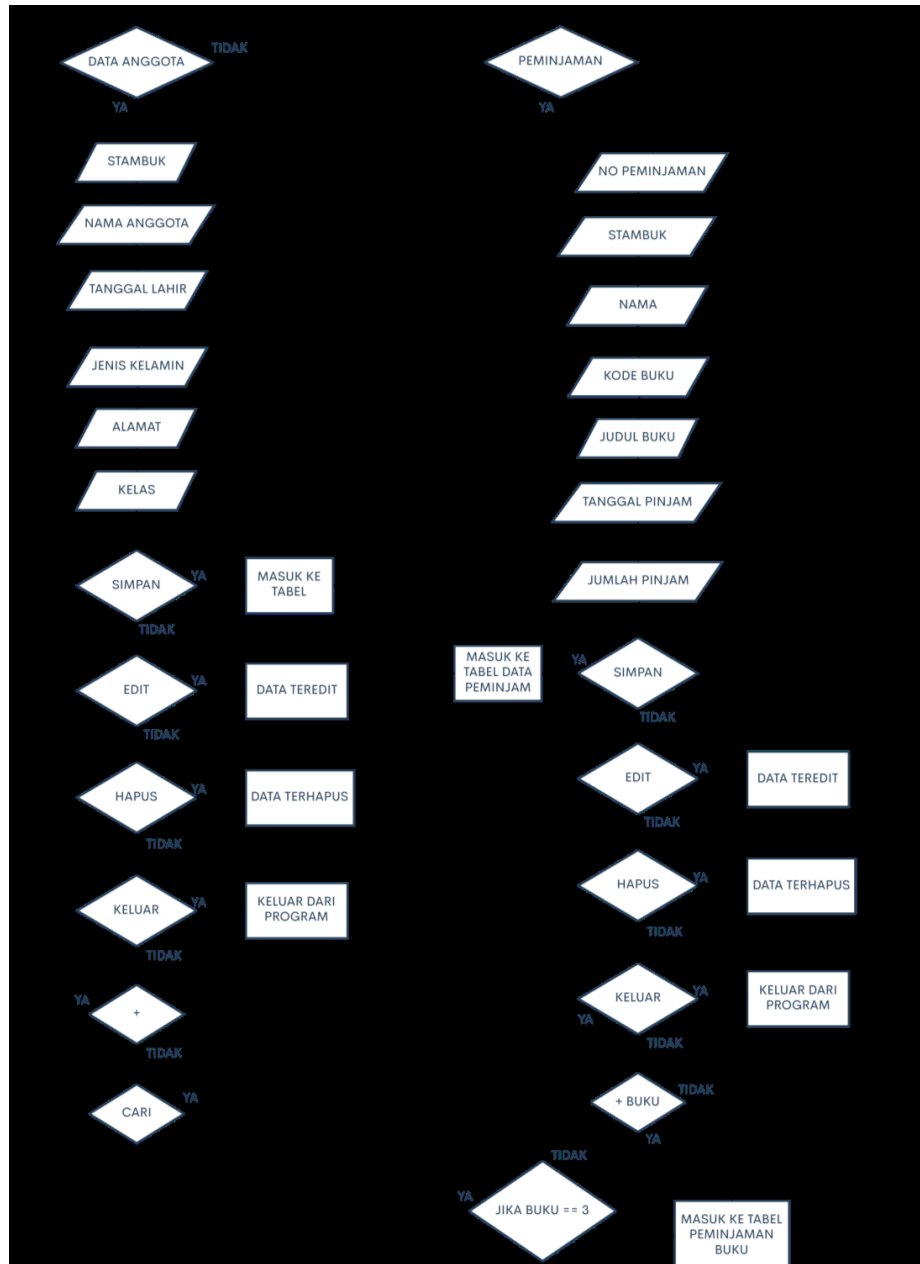 DATA ANGGOTA
TIDAK
YA
STAMBUK
NAMA ANGGOTA
TANGGAL LAHIR
JENIS KELAMIN
ALAMAT
KELAS
SIMPAN
YA
MASUK KE
TABEL
TIDAK
EDIT
YA
DATA TEREDIT
TIDAK
HAPUS
YA
DATA TERHAPUS
TIDAK
KELUAR
YA
KELUAR DARI
PROGRAM
TIDAK
YA
+
TIDAK
CARI
YA
PEMINJAMAN
YA
NO PEMINJAMAN
STAMBUK
NAMA
KODE BUKU
JUDUL BUKU
TANGGAL PINJAM
JUMLAH PINJAM
MASUK KE
TABEL DATA
PEMINJAM
YA
SIMPAN
TIDAK
EDIT
YA
DATA TEREDIT
TIDAK
HAPUS
YA
DATA TERHAPUS
TIDAK
KELUAR
YA
KELUAR DARI
PROGRAM
YA
TIDAK
+ BUKU
TIDAK
YA
TIDAK
YA
JIKA BUKU == 3
MASUK KE TABEL
PEMINJAMAN
BUKU